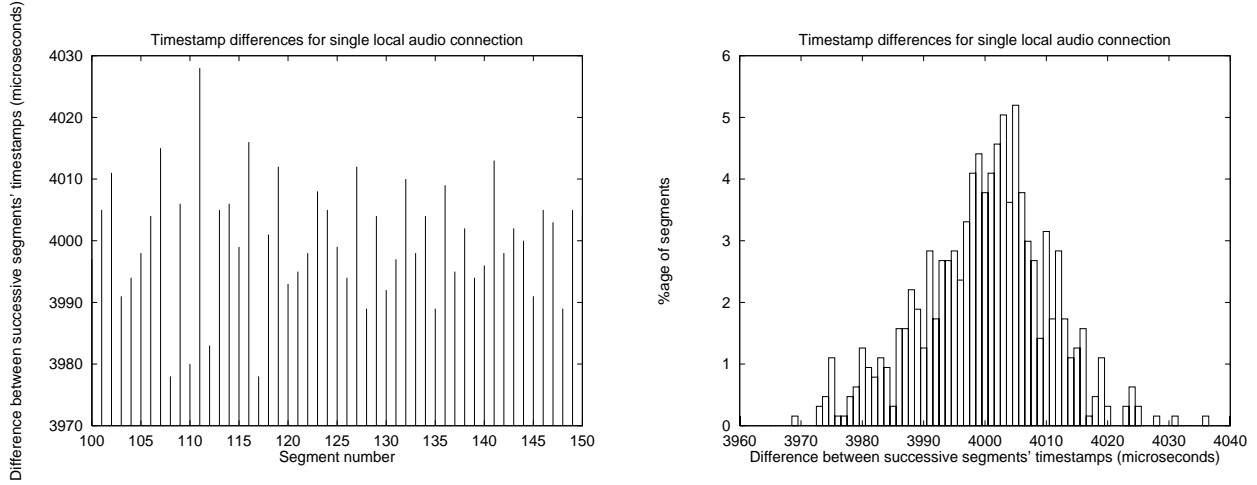 Timestamp differences for single local audio connection
Difference between successive segments' timestamps (microseconds)
4030
4020
4010
4000
3990
3980
3970
100 105 110 115 120 125 130 135 140 145 150
Segment number
Timestamp differences for single local audio connection
%age of segments
6
5
4
3
2
1
0
3960 3970 3980 3990 4000 4010 4020 4030 4040
Difference between successive segments' timestamps (microseconds)